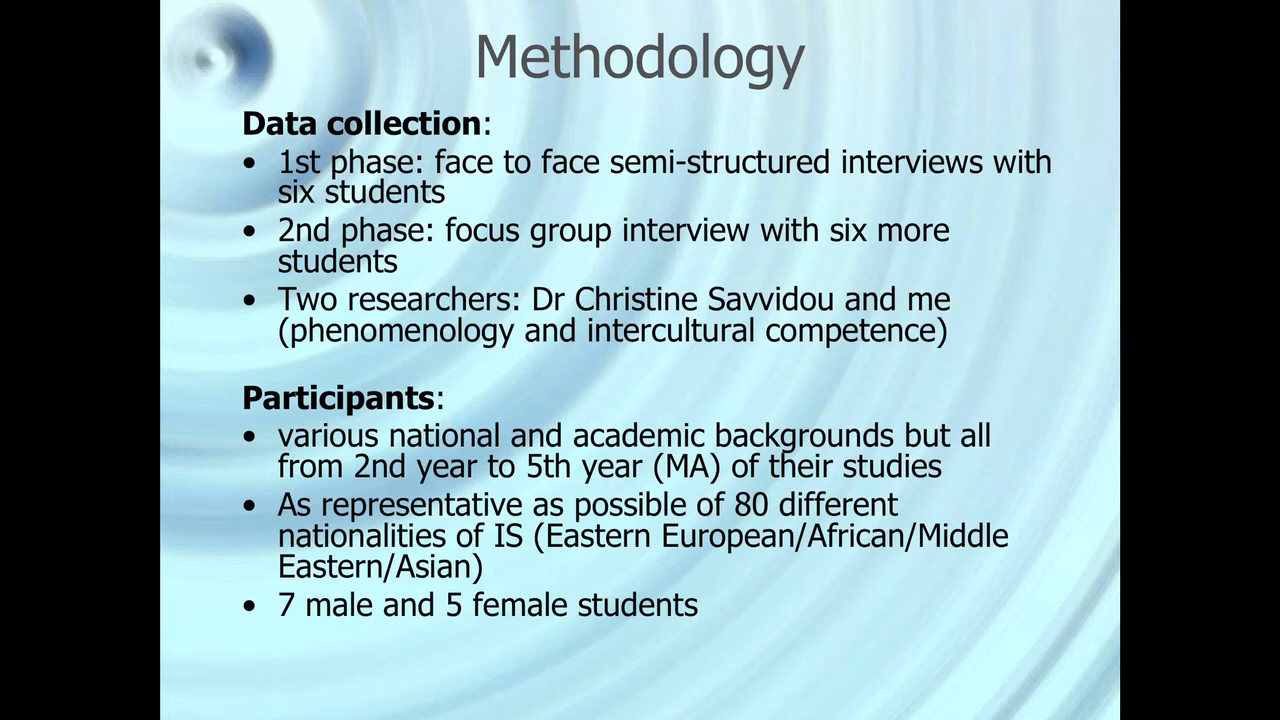 Methodology
Data collection:
• 1st phase: face to face semi-structured interviews with
six students
• 2nd phase: focus group interview with six more
students
• Two researchers: Dr Christine Savvidou and me
(phenomenology and intercultural competence)
Participants:
• various national and academic backgrounds but all
from 2nd year to 5th year (MA) of their studies
• As representative as possible of 80 different
nationalities of IS (Eastern European/African/Middle
Eastern/Asian)
• 7 male and 5 female students